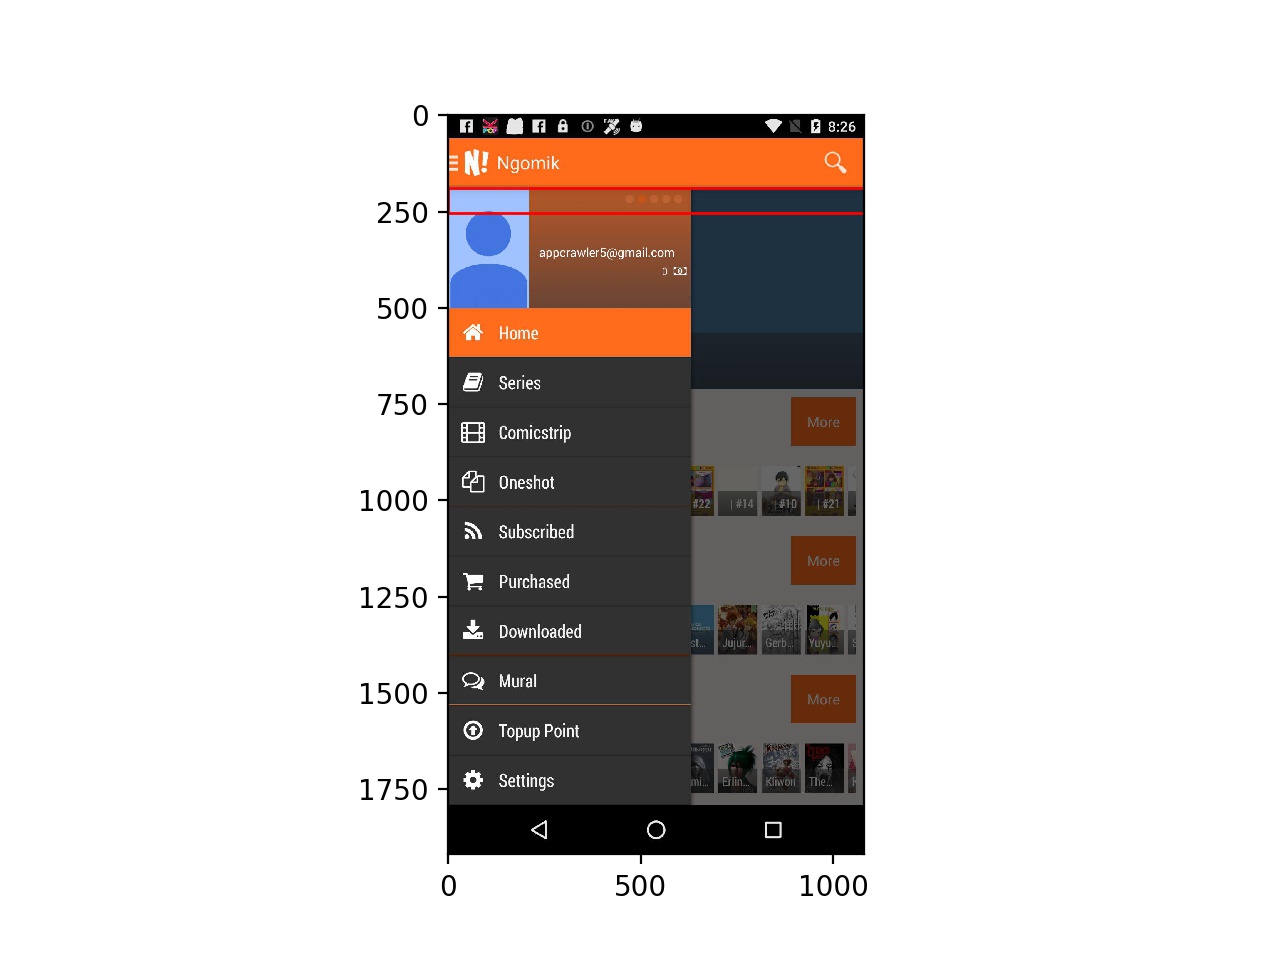 0
8:26
N! Ngomik
250
appcrawler5@gmail.com
0
500
Home
Series
750
More
Comicstrip
Oneshot
1000
#22 | #14 | #10 | #21
Subscribed
More
Purchased
1250
Downloaded
st... Jujur... Gerb... Yuyu...
Mural
1500
More
Topup Point
Settings
mi... Erlin... Kliwon The...
1750
0 500 1000